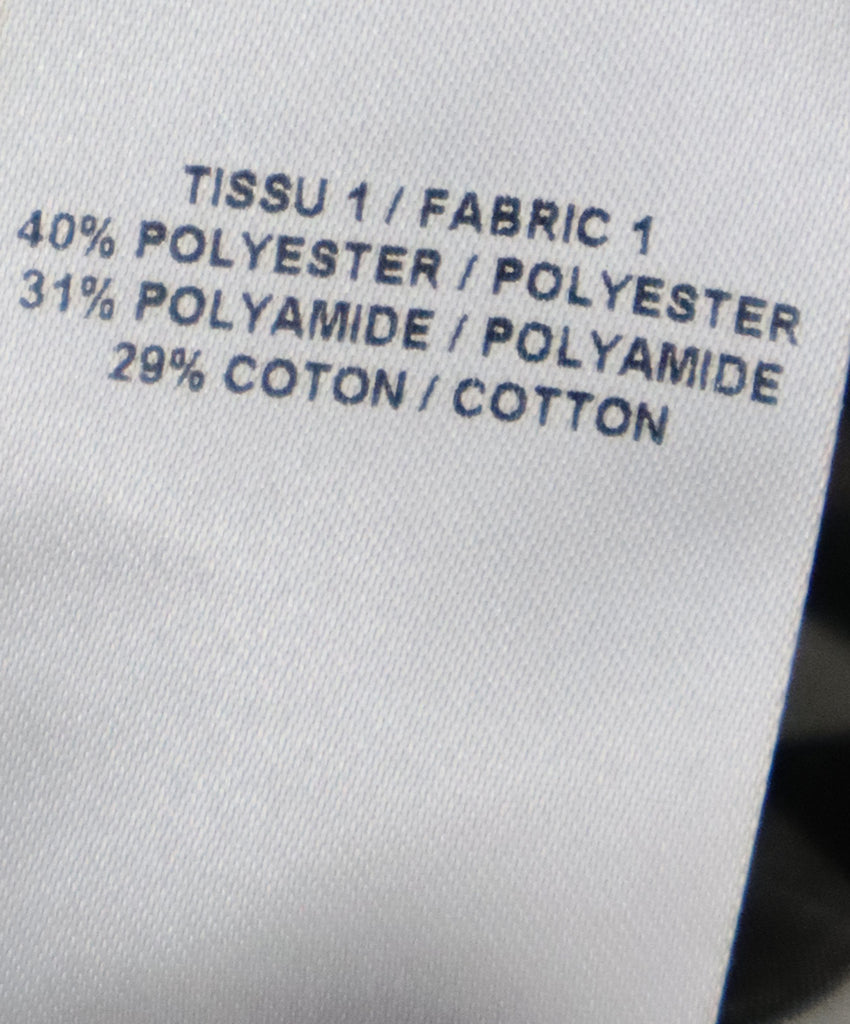 TISSU 1 / FABRIC 1
40% POLYESTER / POLYESTER
31% POLYAMIDE / POLYAMIDE
29% COTON / COTTON